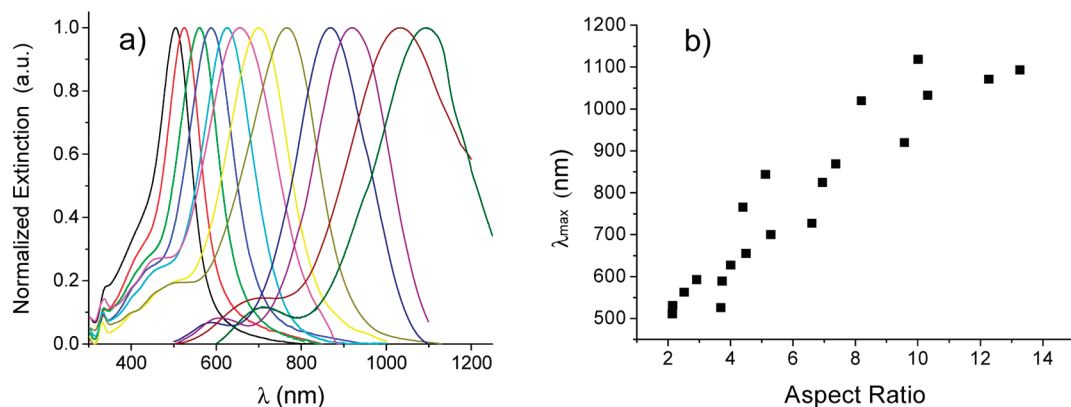 a)
Normalized Extinction (a.u.)
1.0
0.8
0.6
0.4
0.2
0.0
400 600 800 1000 1200
λ (nm)
b)
λmax (nm)
1200
1100
1000
900
800
700
600
500
2 4 6 8 10 12 14
Aspect Ratio